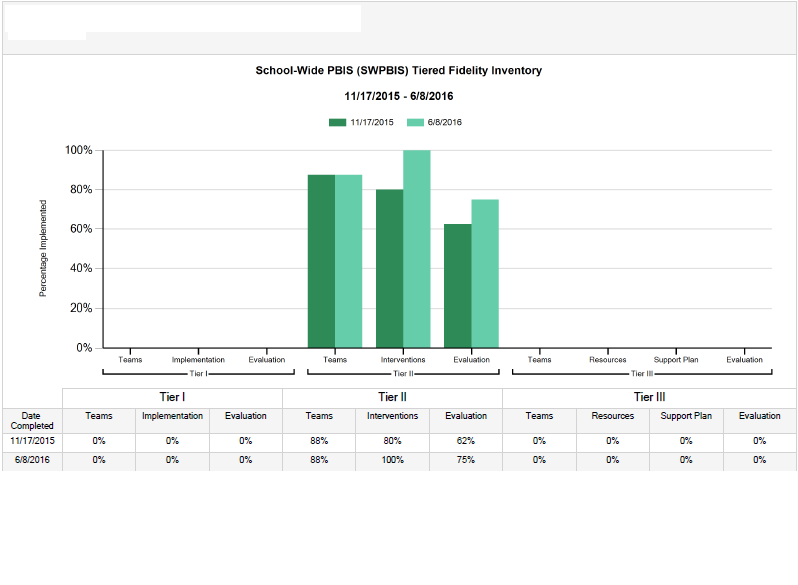 School-Wide PBIS (SWPBIS) Tiered Fidelity Inventory
11/17/2015 - 6/8/2016
11/17/2015 6/8/2016
Percentage Implemented
100%
80%
60%
40%
20%
0%
Teams Implementation Evaluation Teams Interventions Evaluation Teams Resources Support Plan Evaluation
Tier I Tier II Tier III
Tier I Tier II Tier III
Date Completed Teams Implementation Evaluation Teams Interventions Evaluation Teams Resources Support Plan Evaluation
11/17/2015 0% 0% 0% 88% 80% 62% 0% 0% 0% 0%
6/8/2016 0% 0% 0% 88% 100% 75% 0% 0% 0% 0%